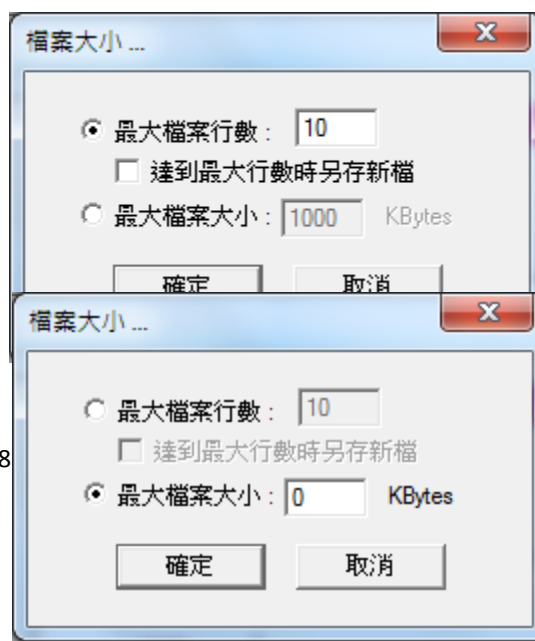 檔案大小 ...
最大檔案行數 : 10
達到最大行數時另存新檔
最大檔案大小 : 1000 KBytes
確定 取消
檔案大小 ...
最大檔案行數 : 10
達到最大行數時另存新檔
8
最大檔案大小 : 0 KBytes
確定 取消